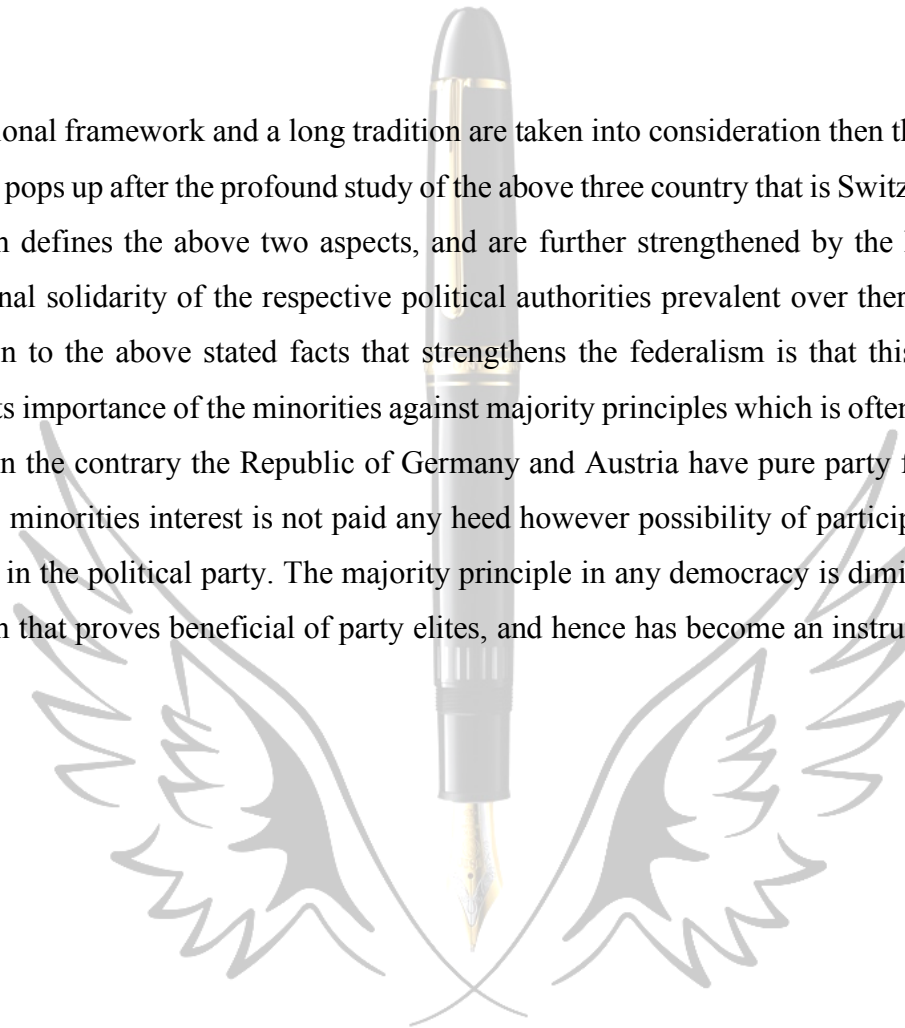 ional framework and a long tradition are taken into consideration then th
pops up after the profound study of the above three country that is Switz
n defines the above two aspects, and are further strengthened by the
nal solidarity of the respective political authorities prevalent over ther
n to the above stated facts that strengthens the federalism is that this
ts importance of the minorities against majority principles which is often
n the contrary the Republic of Germany and Austria have pure party f
minorities interest is not paid any heed however possibility of particip
in the political party. The majority principle in any democracy is dimi
n that proves beneficial of party elites, and hence has become an instru